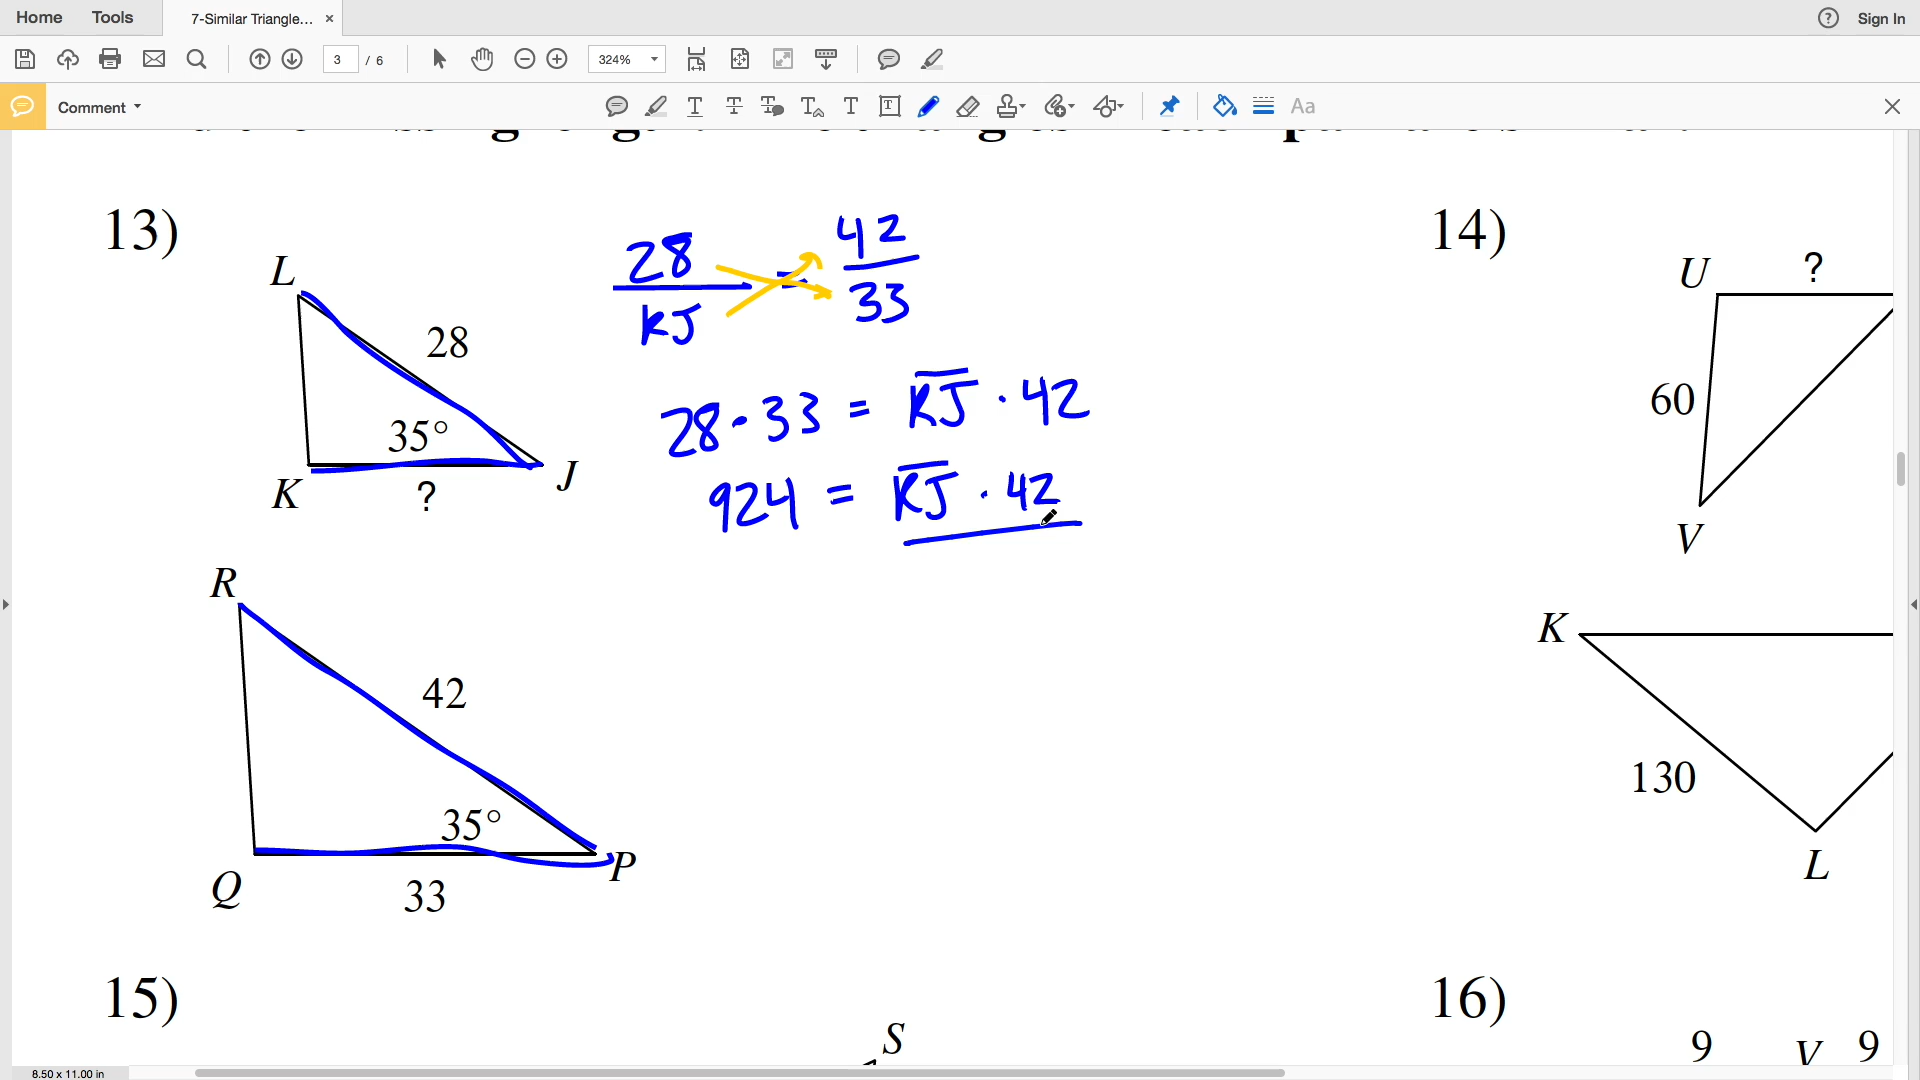 Home Tools 7-Similar Triangle... × ? Sign In
3 / 6 324%
Comment T T T T T T Aa
13)
L
28
35°
K
?
J
28/KJ = 42/33
28 · 33 = KJ · 42
924 = KJ · 42
R
42
35°
Q
33
P
14)
U
?
60
V
K
130
L
15)
S
16)
9 V 9
8.50 x 11.00 in